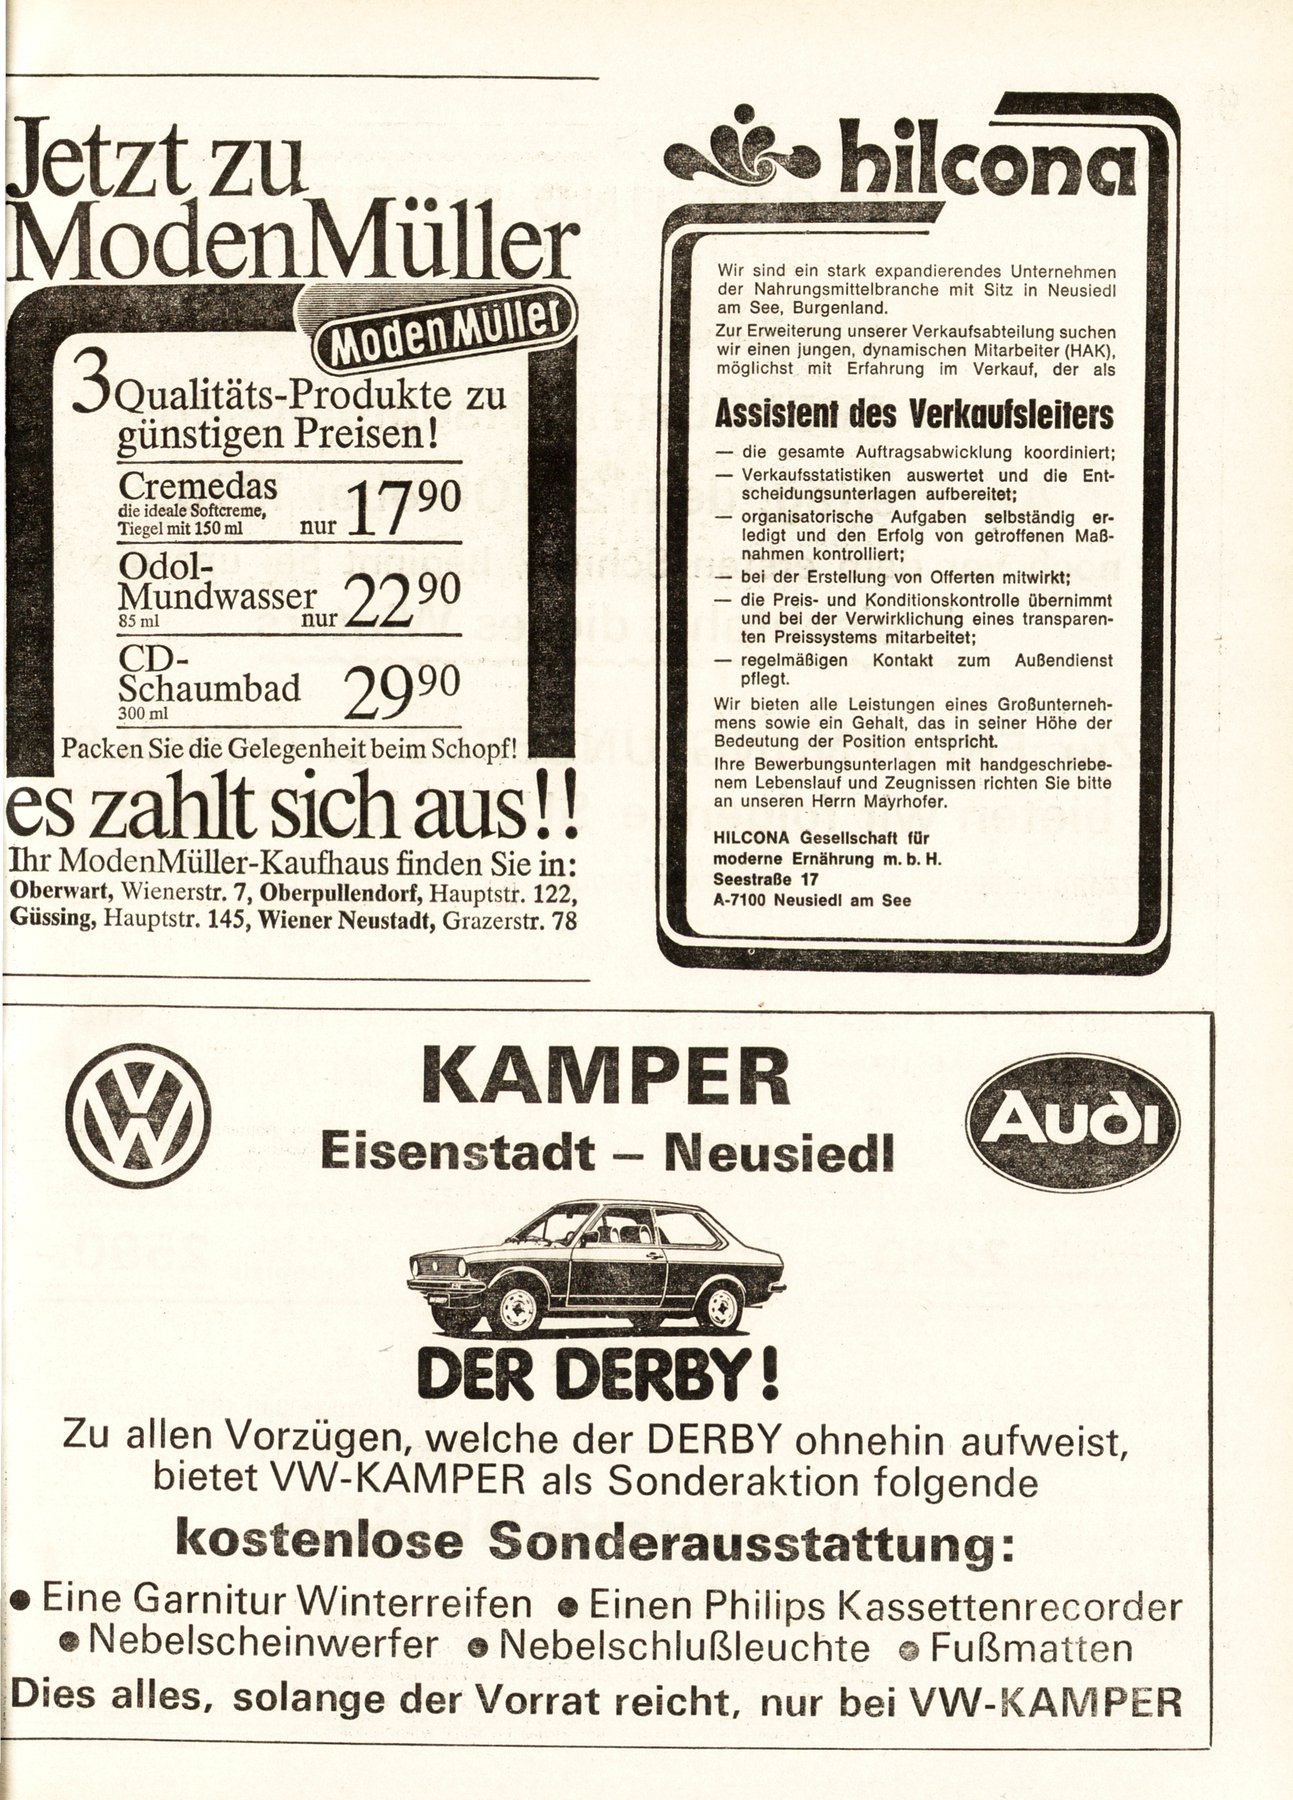 Jetzt zu
ModenMüller
ModenMüller
3 Qualitäts-Produkte zu
günstigen Preisen!
Cremedas
die ideale Softcreme,
Tiegel mit 150 ml nur 17 90
Odol-
Mundwasser
85 ml nur 22 90
CD-
Schaumbad 29 90
300 ml
Packen Sie die Gelegenheit beim Schopf!
es zahlt sich aus!!
Ihr ModenMüller-Kaufhaus finden Sie in:
Oberwart, Wienerstr. 7, Oberpullendorf, Hauptstr. 122,
Güssing, Hauptstr. 145, Wiener Neustadt, Grazerstr. 78
hilcona
Wir sind ein stark expandierendes Unternehmen
der Nahrungsmittelbranche mit Sitz in Neusiedl
am See, Burgenland.
Zur Erweiterung unserer Verkaufsabteilung suchen
wir einen jungen, dynamischen Mitarbeiter (HAK),
möglichst mit Erfahrung im Verkauf, der als
Assistent des Verkaufsleiters
— die gesamte Auftragsabwicklung koordiniert;
— Verkaufsstatistiken auswertet und die Ent-
scheidungsunterlagen aufbereitet;
— organisatorische Aufgaben selbständig er-
ledigt und den Erfolg von getroffenen Maß-
nahmen kontrolliert;
— bei der Erstellung von Offerten mitwirkt;
— die Preis- und Konditionskontrolle übernimmt
und bei der Verwirklichung eines transparen-
ten Preissystems mitarbeitet;
— regelmäßigen Kontakt zum Außendienst
pflegt.
Wir bieten alle Leistungen eines Großunterneh-
mens sowie ein Gehalt, das in seiner Höhe der
Bedeutung der Position entspricht.
Ihre Bewerbungsunterlagen mit handgeschriebe-
nem Lebenslauf und Zeugnissen richten Sie bitte
an unseren Herrn Mayrhofer.
HILCONA Gesellschaft für
moderne Ernährung m. b. H.
Seestraße 17
A-7100 Neusiedl am See
VW
KAMPER
Audi
Eisenstadt – Neusiedl
DER DERBY!
Zu allen Vorzügen, welche der DERBY ohnehin aufweist,
bietet VW-KAMPER als Sonderaktion folgende
kostenlose Sonderausstattung:
● Eine Garnitur Winterreifen ● Einen Philips Kassettenrecorder
● Nebelscheinwerfer ● Nebelschlußleuchte ● Fußmatten
Dies alles, solange der Vorrat reicht, nur bei VW-KAMPER